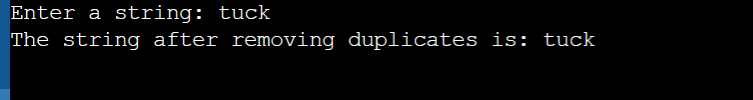 Enter a string: tuck
The string after removing duplicates is: tuck